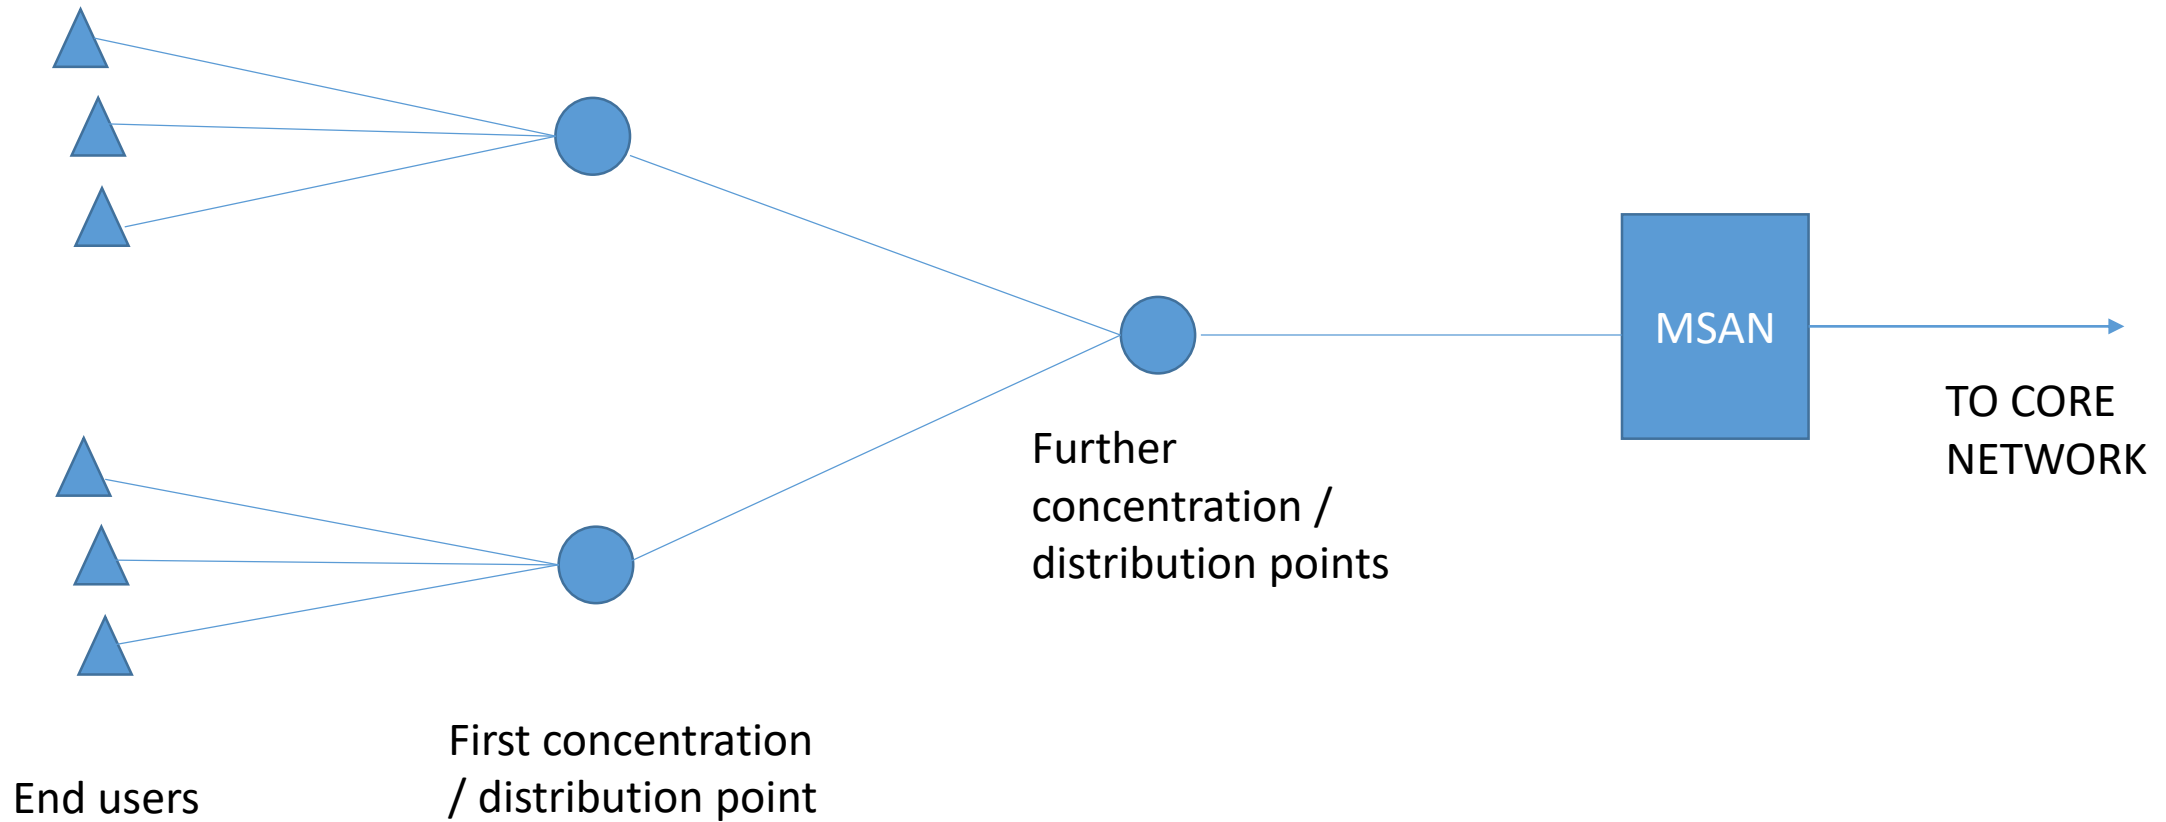 MSAN
TO CORE
NETWORK
Further
concentration /
distribution points
First concentration
/ distribution point
End users